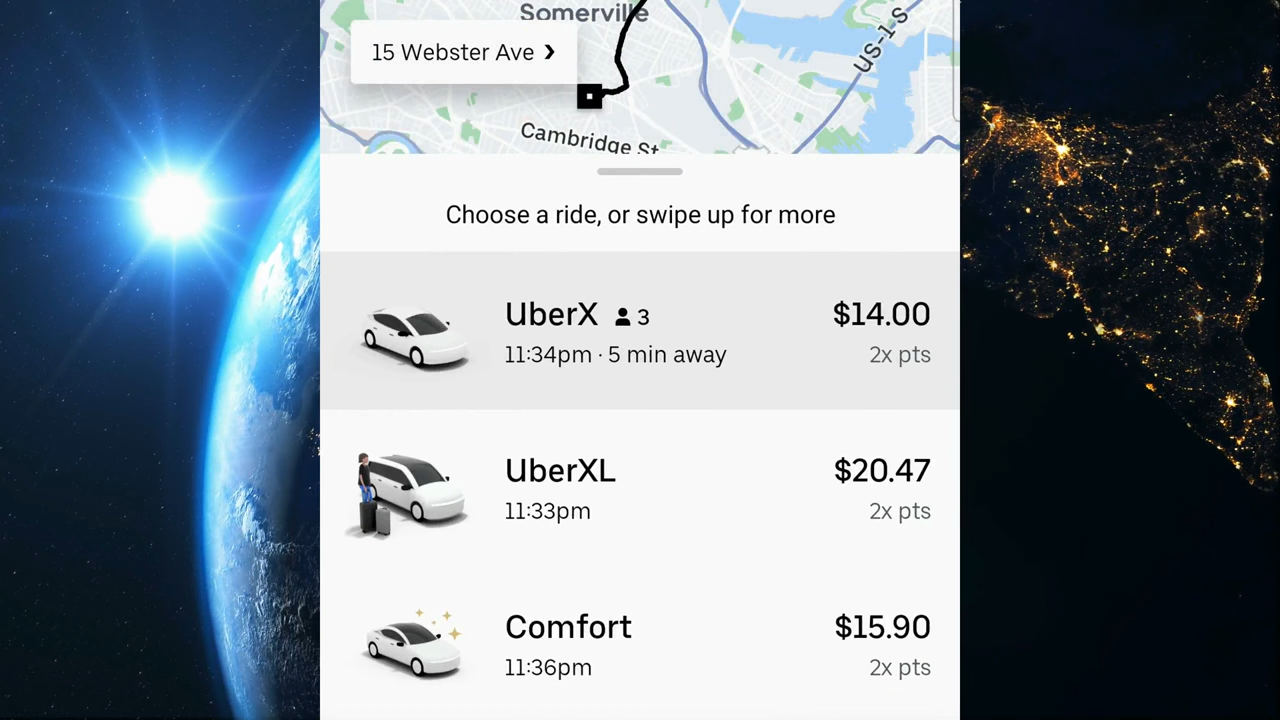 Somerville
15 Webster Ave ›
US-1 S
Cambridge St
Choose a ride, or swipe up for more
UberX 3
$14.00
11:34pm · 5 min away
2x pts
UberXL
$20.47
11:33pm
2x pts
Comfort
$15.90
11:36pm
2x pts